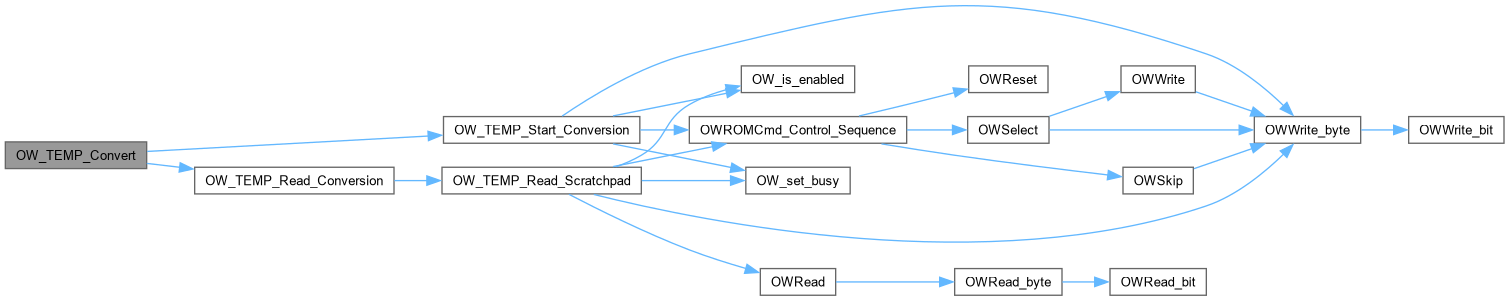 OW_TEMP_Convert
OW_TEMP_Start_Conversion
OW_TEMP_Read_Conversion
OW_TEMP_Read_Scratchpad
OW_is_enabled
OWROMCmd_Control_Sequence
OW_set_busy
OWRead
OWReset
OWSelect
OWSkip
OWRead_byte
OWWrite
OWRead_bit
OWWrite_byte
OWWrite_bit